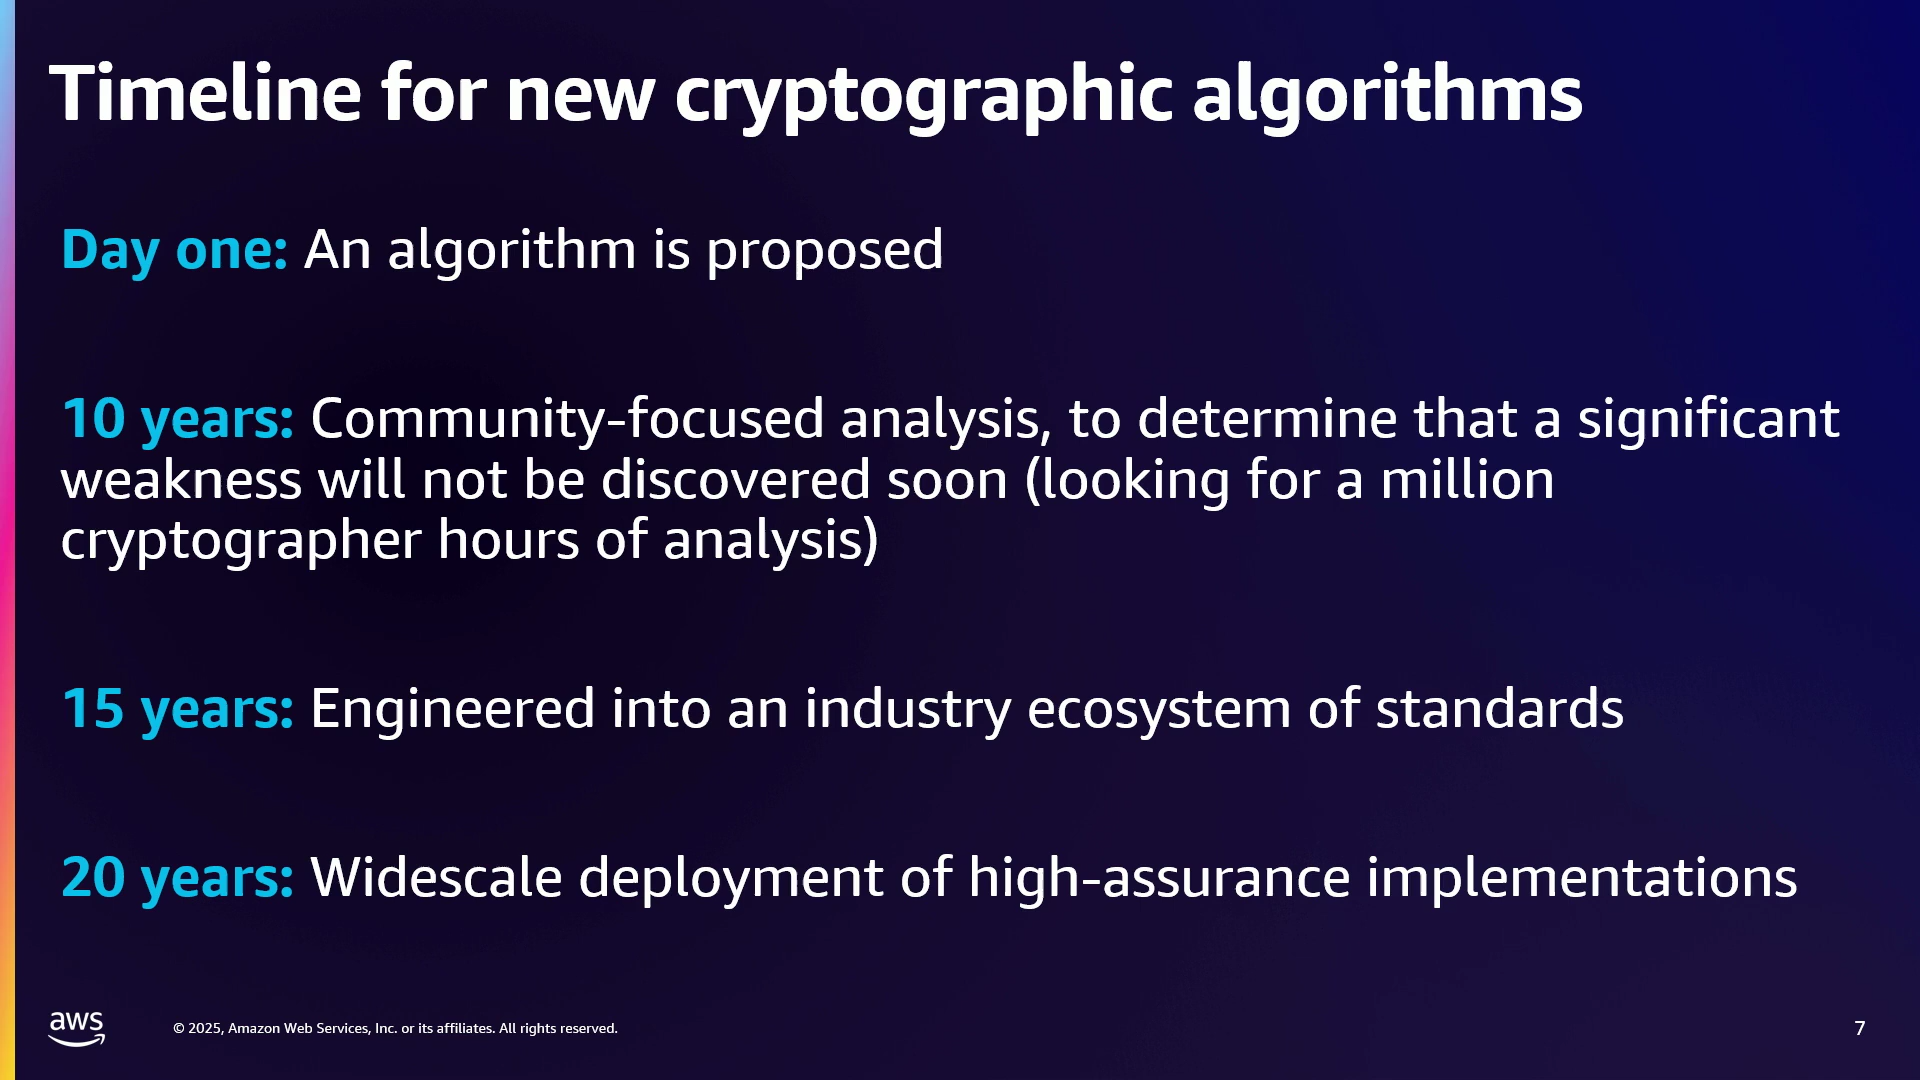 Timeline for new cryptographic algorithms
Day one: An algorithm is proposed
10 years: Community-focused analysis, to determine that a significant
weakness will not be discovered soon (looking for a million
cryptographer hours of analysis)
15 years: Engineered into an industry ecosystem of standards
20 years: Widescale deployment of high-assurance implementations
aws
© 2025, Amazon Web Services, Inc. or its affiliates. All rights reserved.
7